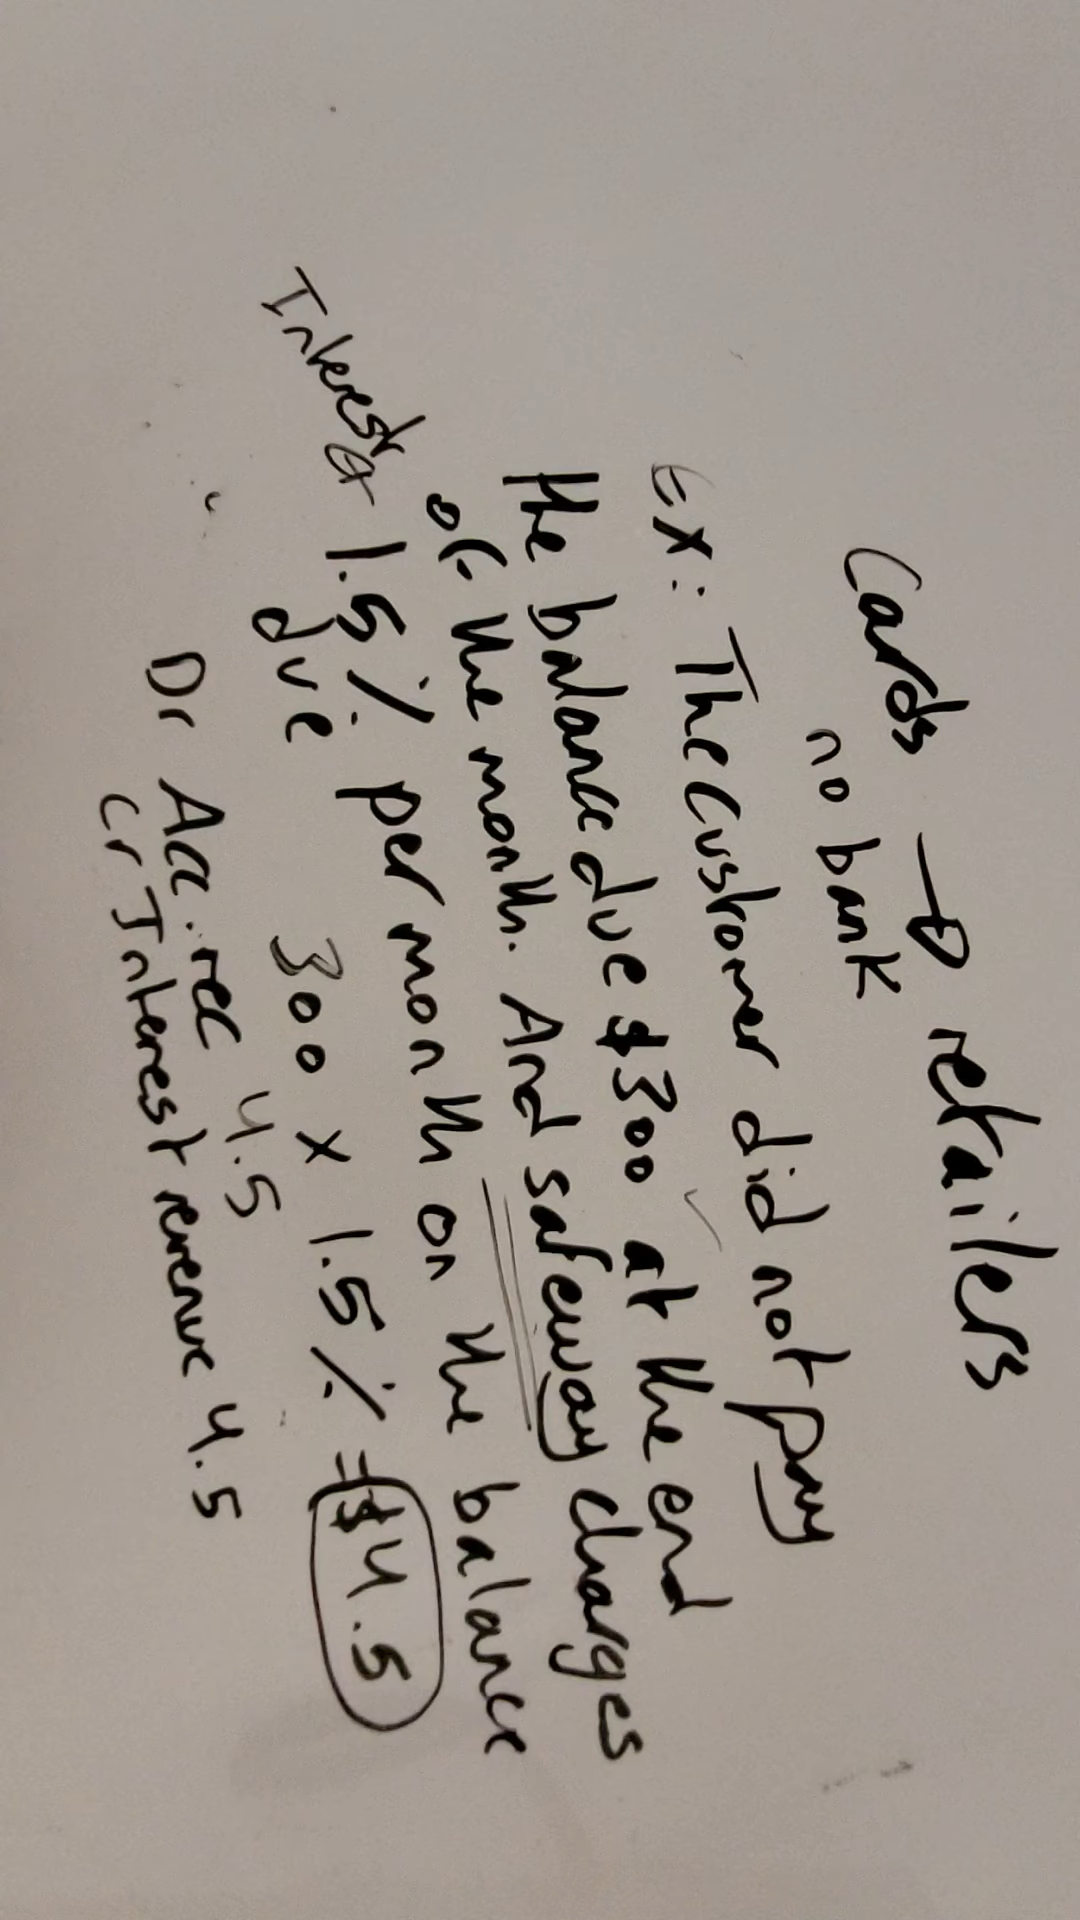 Cards → retailers
no bank
Ex: The customer did not pay
the balance due $300 at the end
of the month. And safeway charges
Interest 1.5% per month on the balance
due
300 x 1.5% = $4.5
Dr Acc. rec 4.5
Cr Interest revenue 4.5